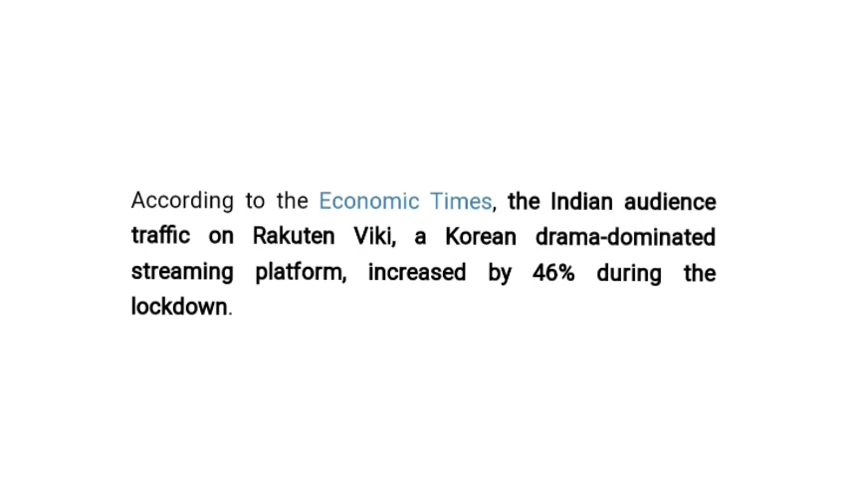 According to the Economic Times, the Indian audience
traffic on Rakuten Viki, a Korean drama-dominated
streaming platform, increased by 46% during the
lockdown.